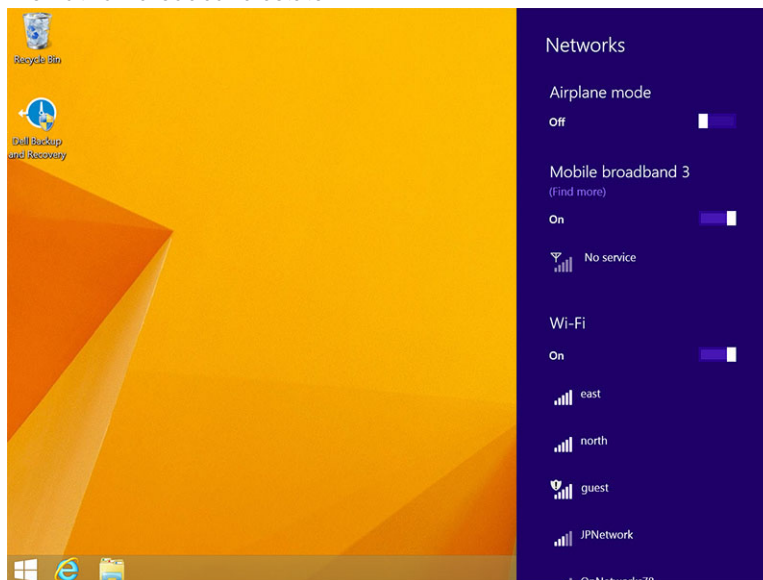 Recycle Bin
Dell Backup
and Recovery
Networks
Airplane mode
Off
Mobile broadband 3
(Find more)
On
No service
Wi-Fi
On
east
north
guest
JPNetwork